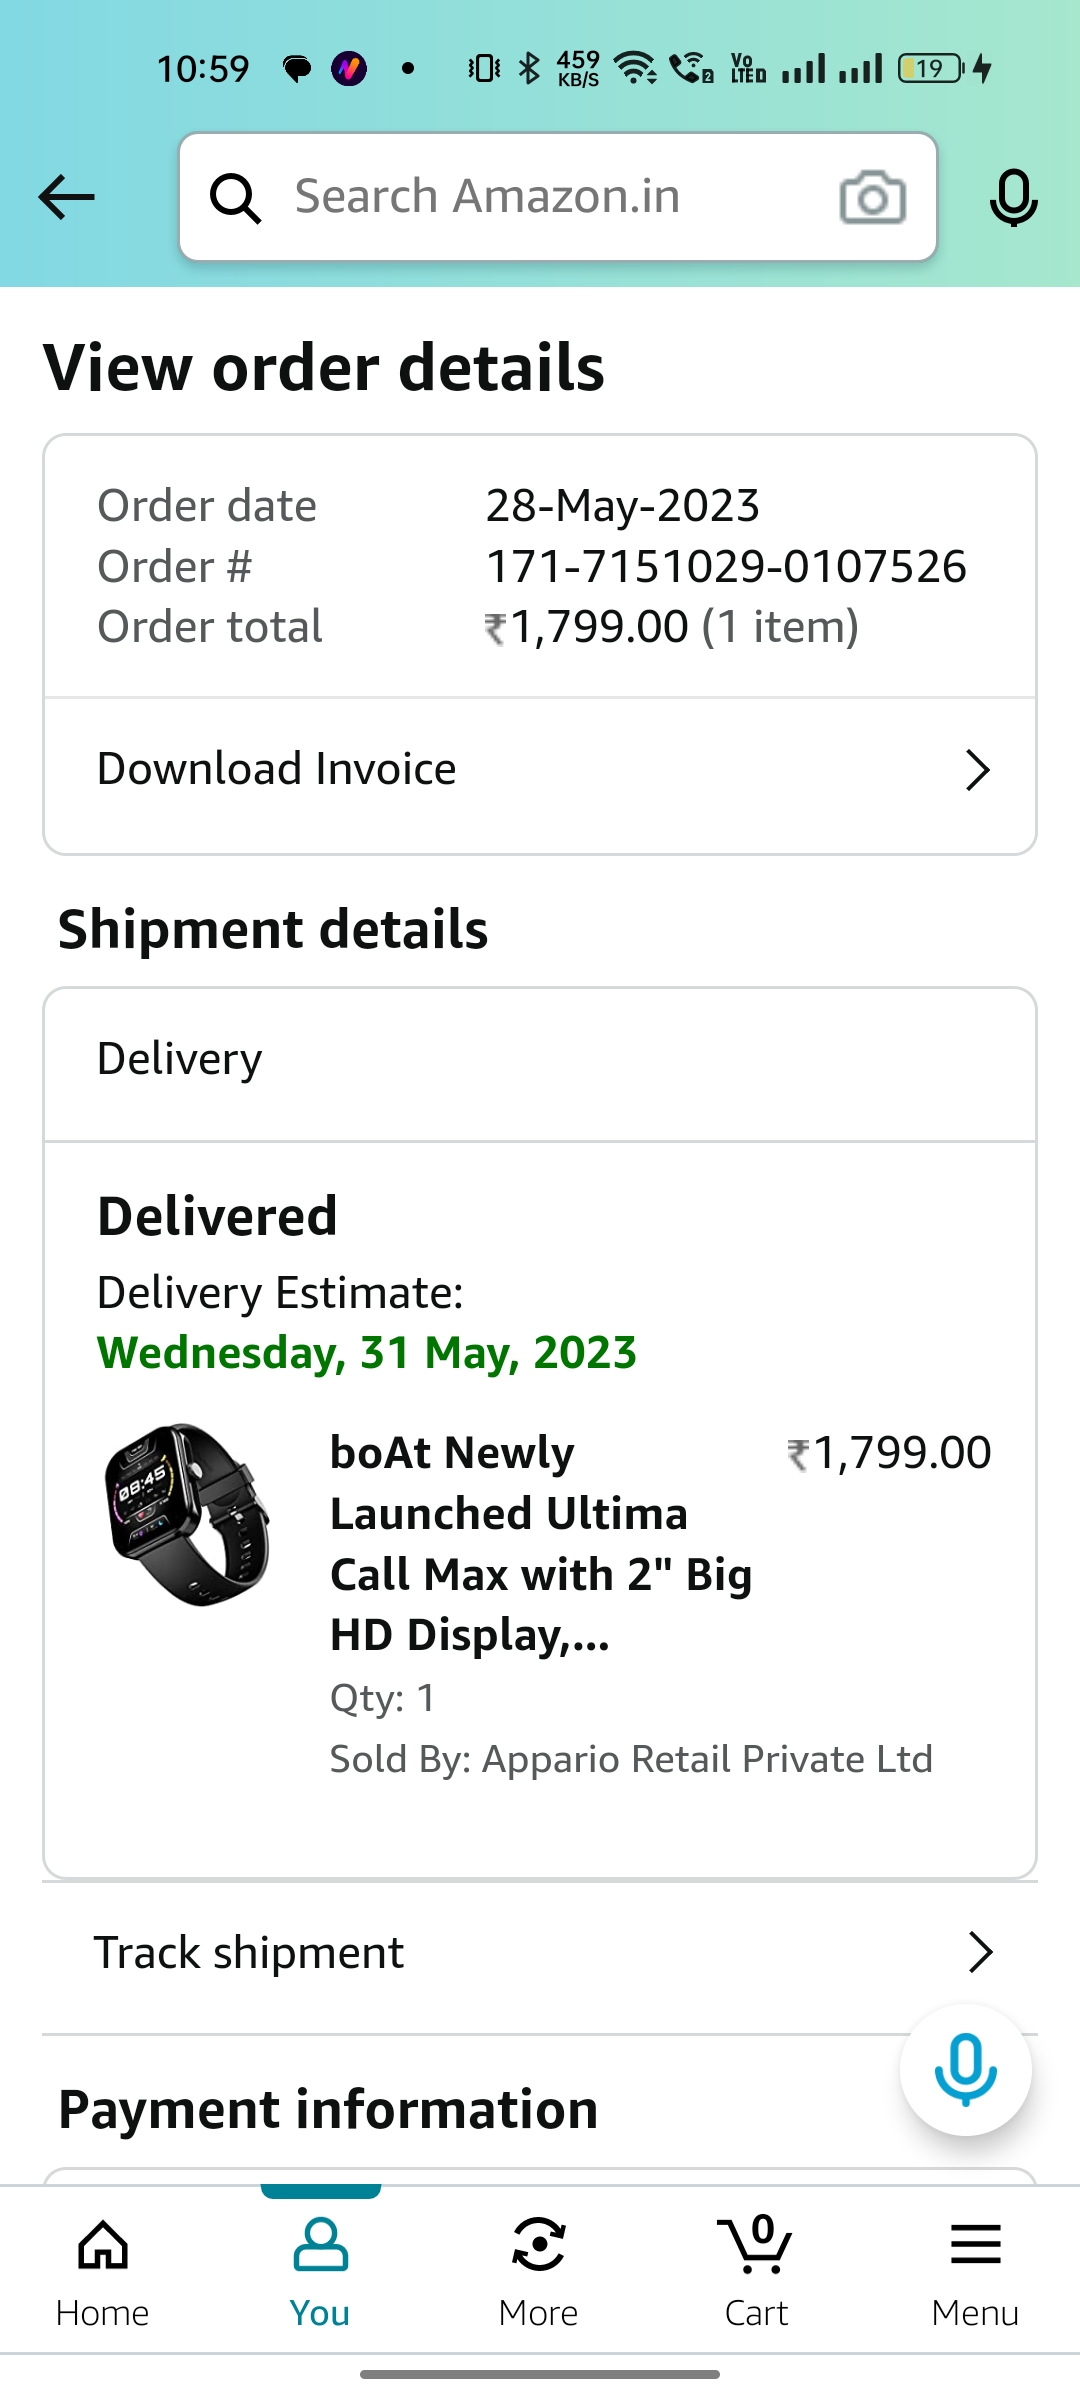 10:59 459 KB/S Vo LTED 2 19
Search Amazon.in
View order details
Order date 28-May-2023
Order # 171-7151029-0107526
Order total ₹1,799.00 (1 item)
Download Invoice
Shipment details
Delivery
Delivered
Delivery Estimate:
Wednesday, 31 May, 2023
08:45
boAt Newly ₹1,799.00
Launched Ultima
Call Max with 2" Big
HD Display,...
Qty: 1
Sold By: Appario Retail Private Ltd
Track shipment
Payment information
0
Home You More Cart Menu